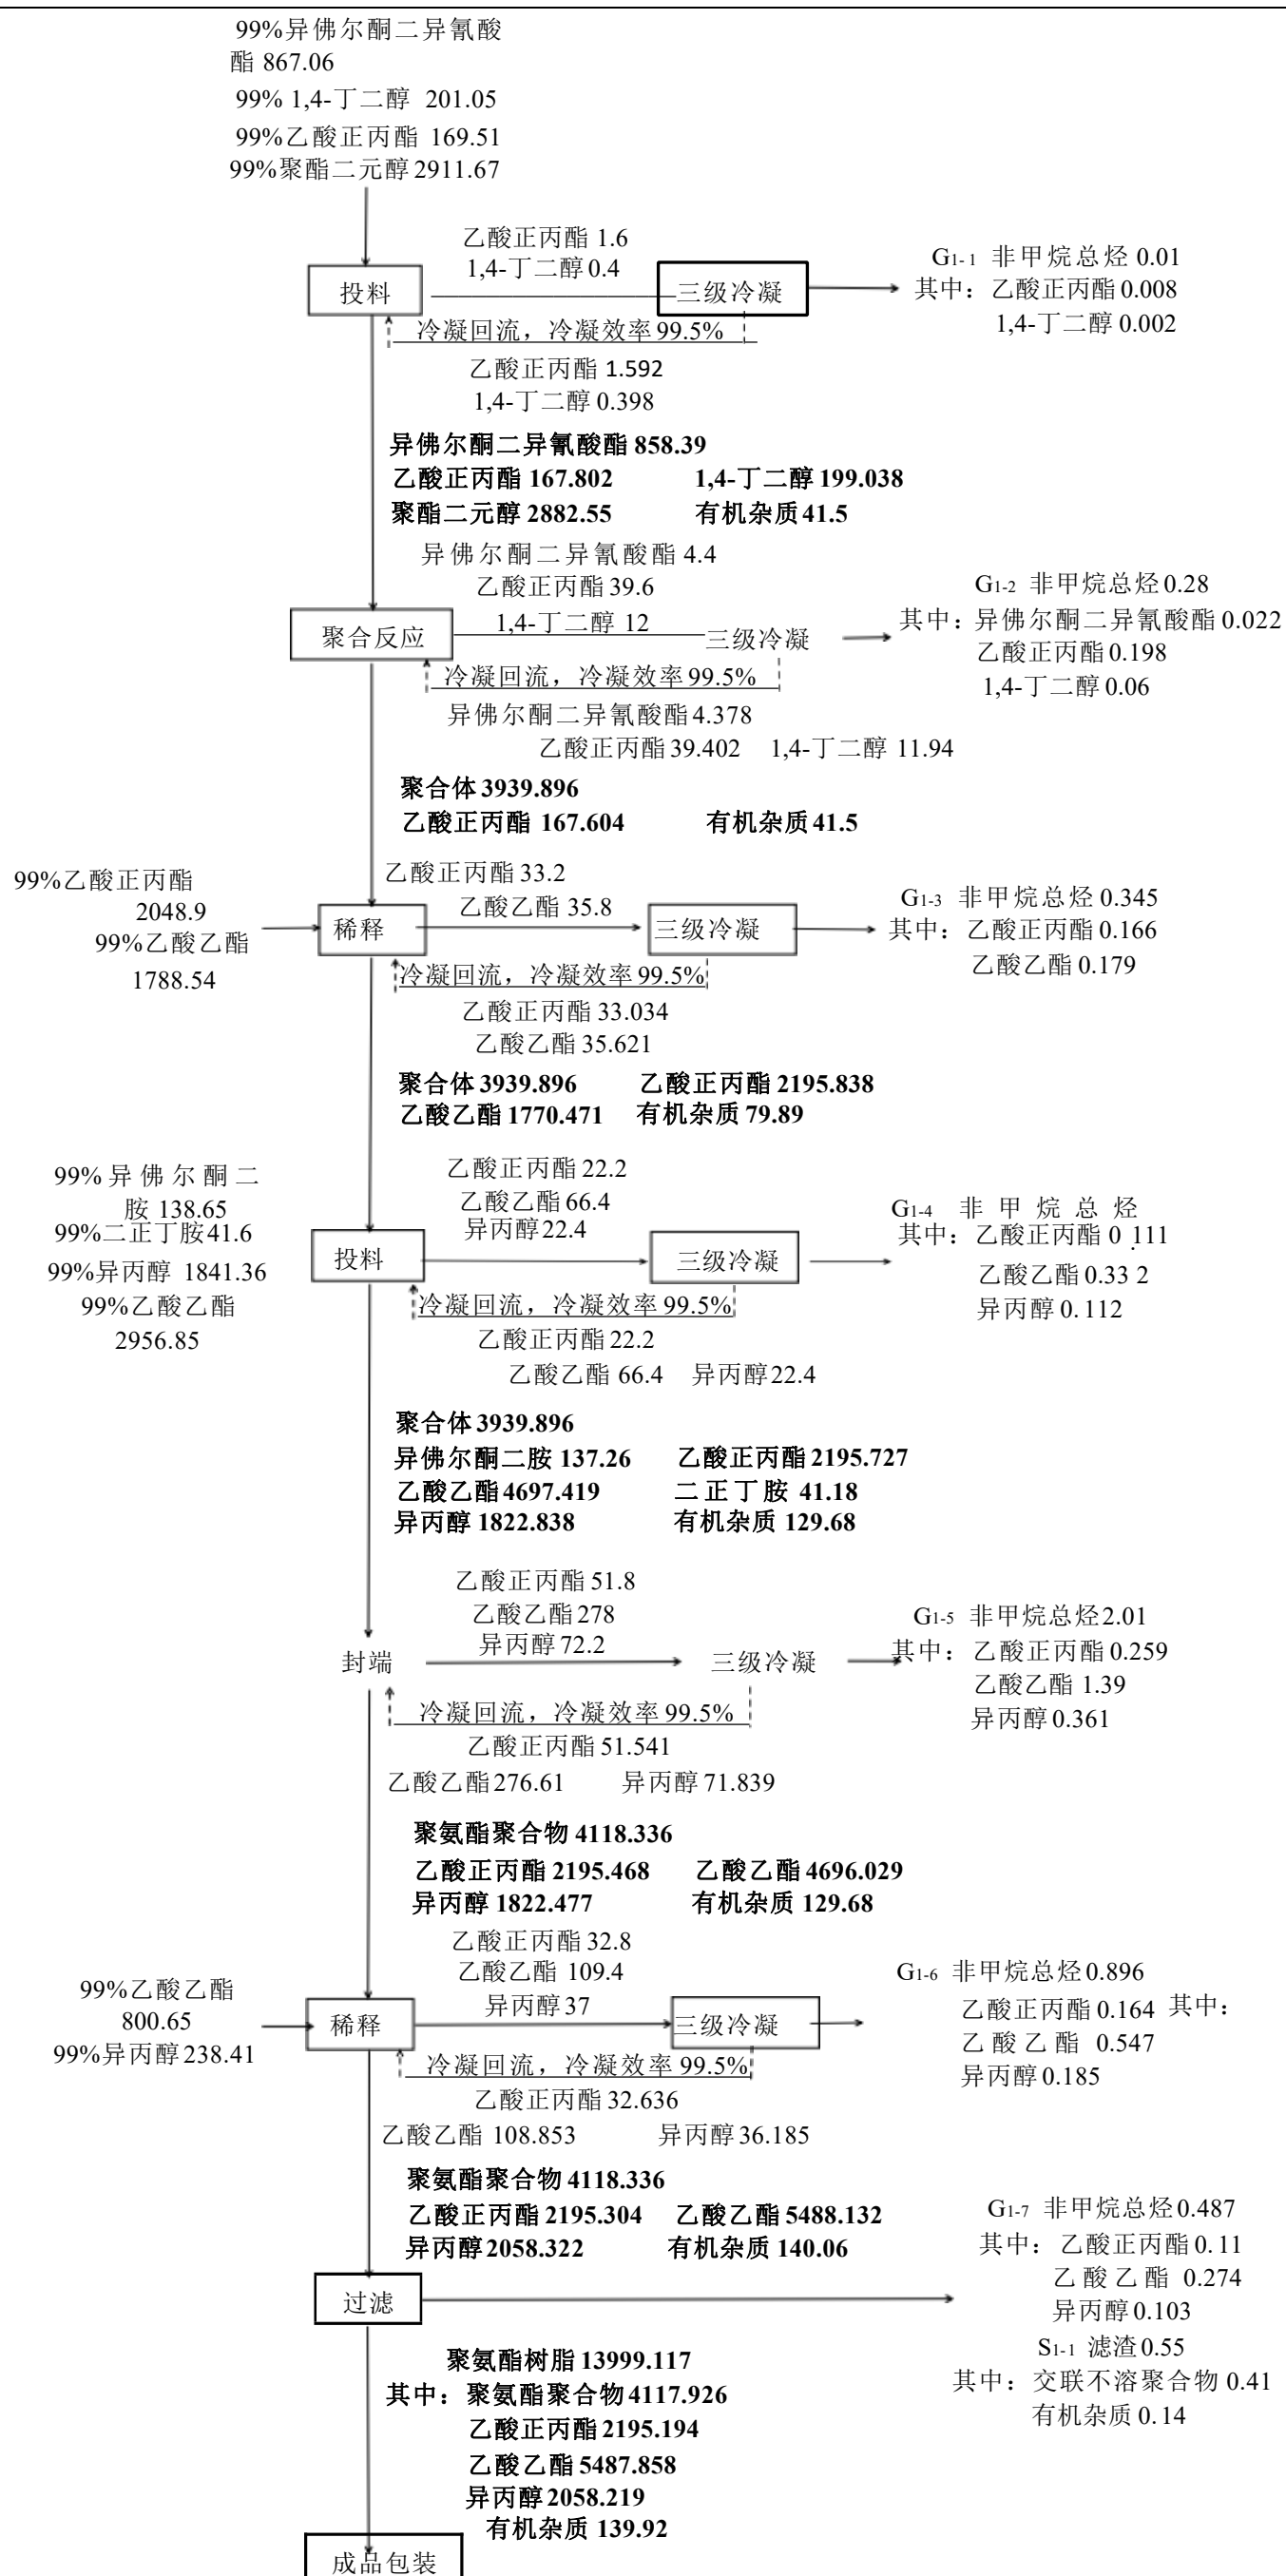 99%异佛尔酮二异氰酸
酯 867.06
99% 1,4-丁二醇 201.05
99%乙酸正丙酯 169.51
99%聚酯二元醇 2911.67
乙酸正丙酯 1.6
1,4-丁二醇 0.4
投料
三级冷凝
G1-1 非甲烷总烃 0.01
其中：乙酸正丙酯 0.008
1,4-丁二醇 0.002
冷凝回流，冷凝效率 99.5%
乙酸正丙酯 1.592
1,4-丁二醇 0.398
异佛尔酮二异氰酸酯 858.39
乙酸正丙酯 167.802 1,4-丁二醇 199.038
聚酯二元醇 2882.55 有机杂质 41.5
异佛尔酮二异氰酸酯 4.4
乙酸正丙酯 39.6
1,4-丁二醇 12
聚合反应
三级冷凝
G1-2 非甲烷总烃 0.28
其中：异佛尔酮二异氰酸酯 0.022
乙酸正丙酯 0.198
1,4-丁二醇 0.06
冷凝回流，冷凝效率 99.5%
异佛尔酮二异氰酸酯 4.378
乙酸正丙酯 39.402 1,4-丁二醇 11.94
聚合体 3939.896
乙酸正丙酯 167.604 有机杂质 41.5
99%乙酸正丙酯
2048.9
99%乙酸乙酯
1788.54
乙酸正丙酯 33.2
乙酸乙酯 35.8
稀释
三级冷凝
G1-3 非甲烷总烃 0.345
其中：乙酸正丙酯 0.166
乙酸乙酯 0.179
冷凝回流，冷凝效率 99.5%
乙酸正丙酯 33.034
乙酸乙酯 35.621
聚合体 3939.896 乙酸正丙酯 2195.838
乙酸乙酯 1770.471 有机杂质 79.89
99%异佛尔酮二
胺 138.65
99%二正丁胺 41.6
99%异丙醇 1841.36
99%乙酸乙酯
2956.85
乙酸正丙酯 22.2
乙酸乙酯 66.4
异丙醇 22.4
投料
三级冷凝
G1-4 非甲烷总烃
其中：乙酸正丙酯 0.111
乙酸乙酯 0.33 2
异丙醇 0.112
冷凝回流，冷凝效率 99.5%
乙酸正丙酯 22.2
乙酸乙酯 66.4 异丙醇 22.4
聚合体 3939.896
异佛尔酮二胺 137.26 乙酸正丙酯 2195.727
乙酸乙酯 4697.419 二正丁胺 41.18
异丙醇 1822.838 有机杂质 129.68
乙酸正丙酯 51.8
乙酸乙酯 278
异丙醇 72.2
封端
三级冷凝
G1-5 非甲烷总烃 2.01
其中：乙酸正丙酯 0.259
乙酸乙酯 1.39
异丙醇 0.361
冷凝回流，冷凝效率 99.5%
乙酸正丙酯 51.541
乙酸乙酯 276.61 异丙醇 71.839
聚氨酯聚合物 4118.336
乙酸正丙酯 2195.468 乙酸乙酯 4696.029
异丙醇 1822.477 有机杂质 129.68
99%乙酸乙酯
800.65
99%异丙醇 238.41
乙酸正丙酯 32.8
乙酸乙酯 109.4
异丙醇 37
稀释
三级冷凝
G1-6 非甲烷总烃 0.896
乙酸正丙酯 0.164 其中：
乙酸乙酯 0.547
异丙醇 0.185
冷凝回流，冷凝效率 99.5%
乙酸正丙酯 32.636
乙酸乙酯 108.853 异丙醇 36.185
聚氨酯聚合物 4118.336
乙酸正丙酯 2195.304 乙酸乙酯 5488.132
异丙醇 2058.322 有机杂质 140.06
过滤
G1-7 非甲烷总烃 0.487
其中：乙酸正丙酯 0.11
乙酸乙酯 0.274
异丙醇 0.103
S1-1 滤渣 0.55
其中：交联不溶聚合物 0.41
有机杂质 0.14
聚氨酯树脂 13999.117
其中：聚氨酯聚合物 4117.926
乙酸正丙酯 2195.194
乙酸乙酯 5487.858
异丙醇 2058.219
有机杂质 139.92
成品包装